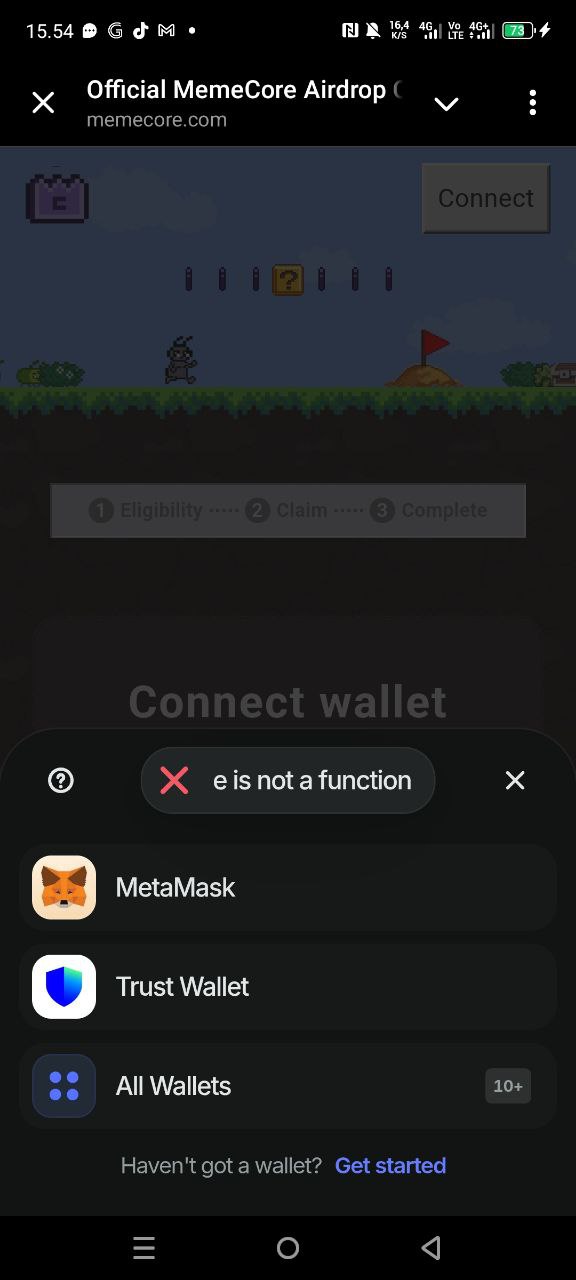 15.54
16,4 K/S 4G Vo LTE 4G+ 73
Official MemeCore Airdrop
memecore.com
Connect
?
1 Eligibility ····· 2 Claim ····· 3 Complete
Connect wallet
e is not a function
MetaMask
Trust Wallet
All Wallets 10+
Haven't got a wallet? Get started